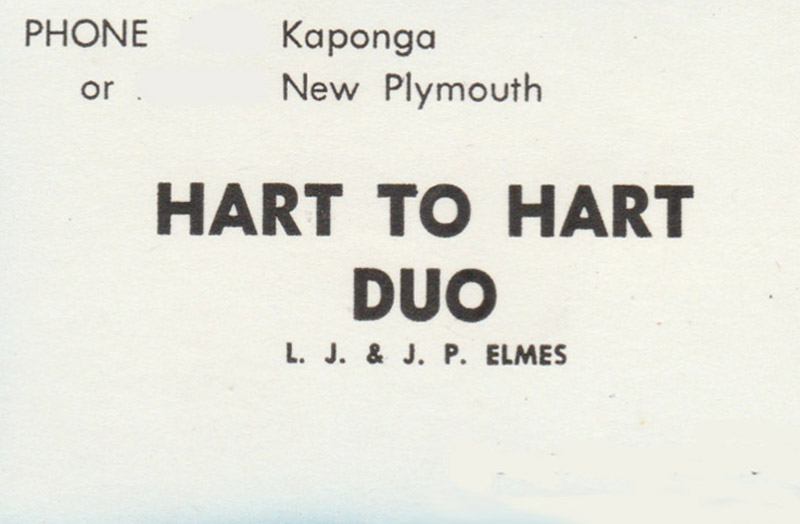 PHONE Kaponga
or New Plymouth
HART TO HART
DUO
L. J. & J. P. ELMES